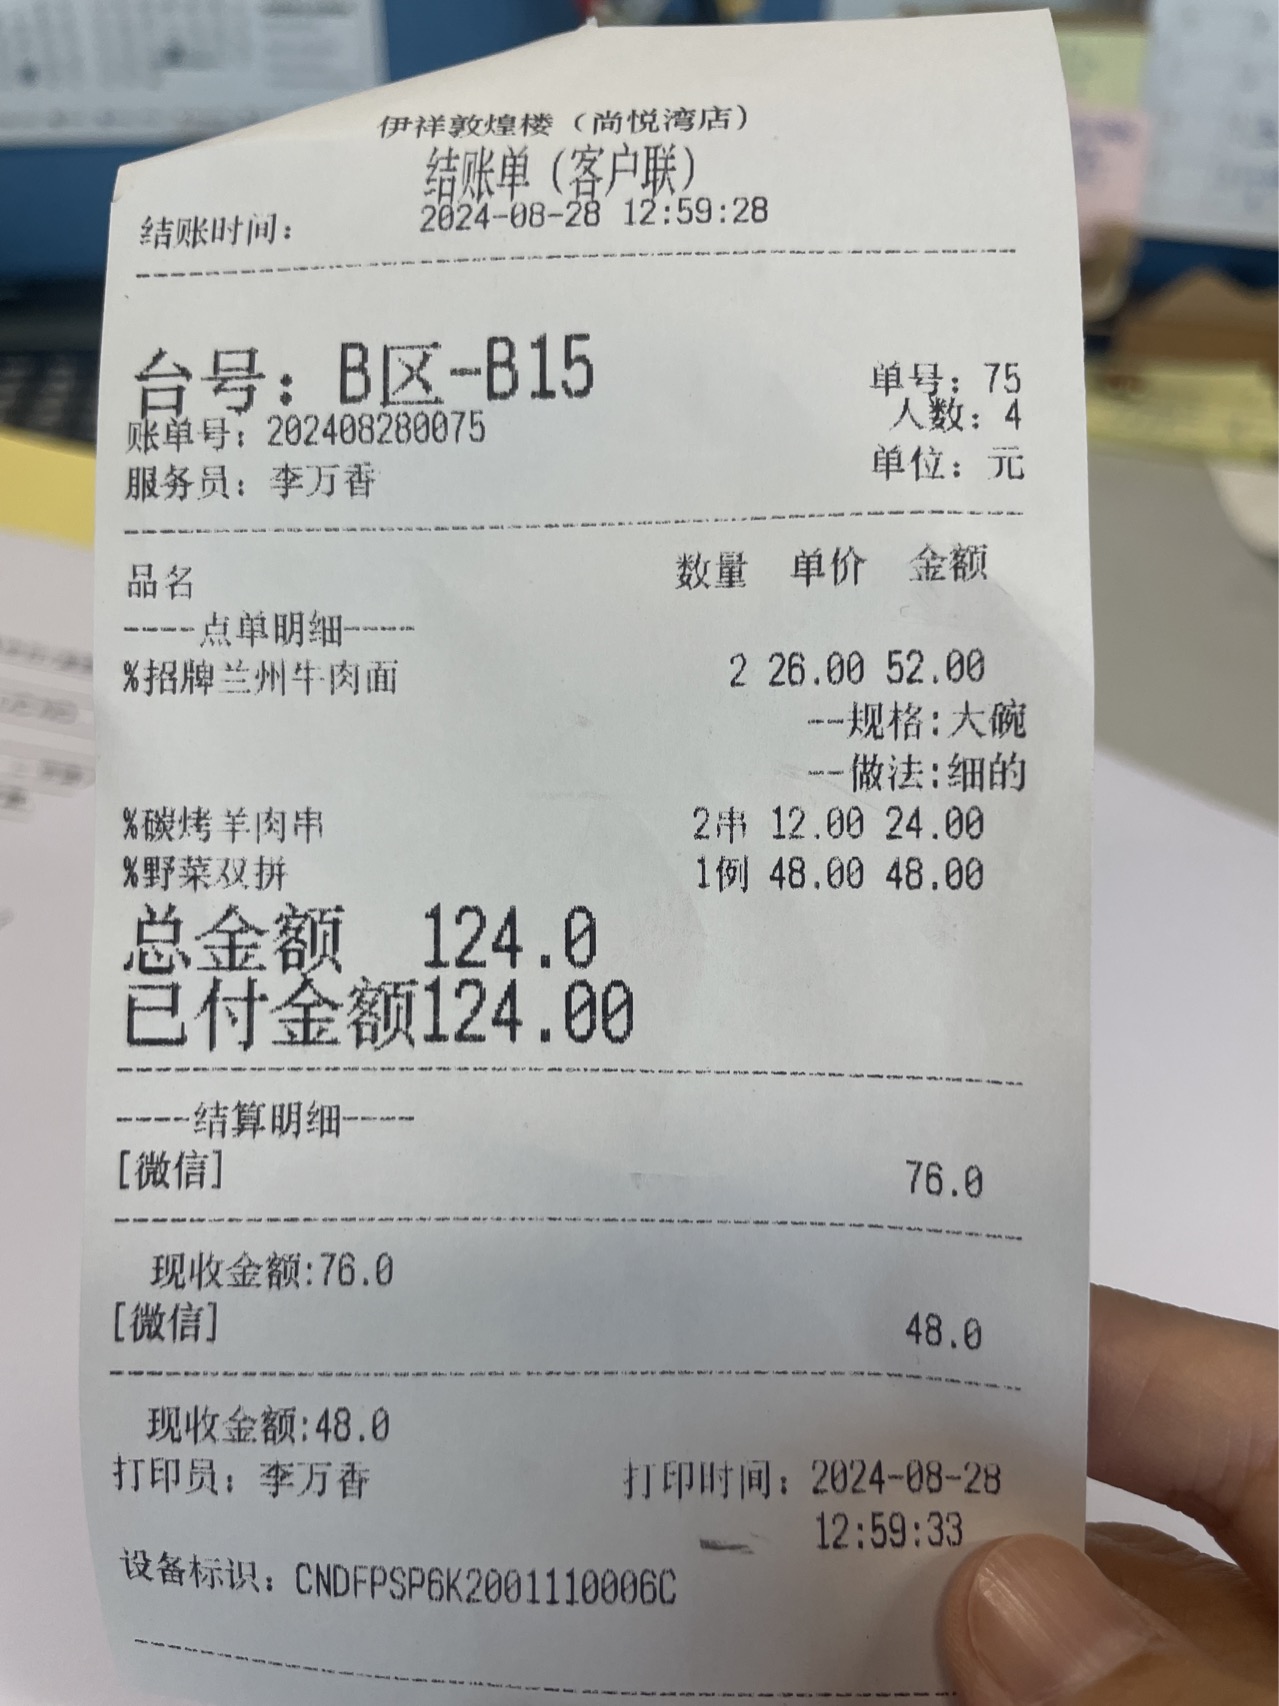 伊祥敦煌楼（尚悦湾店）
结账单（客户联）
结账时间： 2024-08-28 12:59:28
台号：B区-B15
单号：75
人数：4
账单号：202408280075
服务员：李万香 单位：元
品名 数量 单价 金额
----点单明细----
%招牌兰州牛肉面 2 26.00 52.00
--规格:大碗
--做法:细的
%碳烤羊肉串 2串 12.00 24.00
%野菜双拼 1例 48.00 48.00
总金额 124.0
已付金额124.00
----结算明细----
[微信] 76.0
现收金额:76.0
[微信] 48.0
现收金额:48.0
打印员：李万香 打印时间：2024-08-28
12:59:33
设备标识：CNDFPSP6K2001110006C